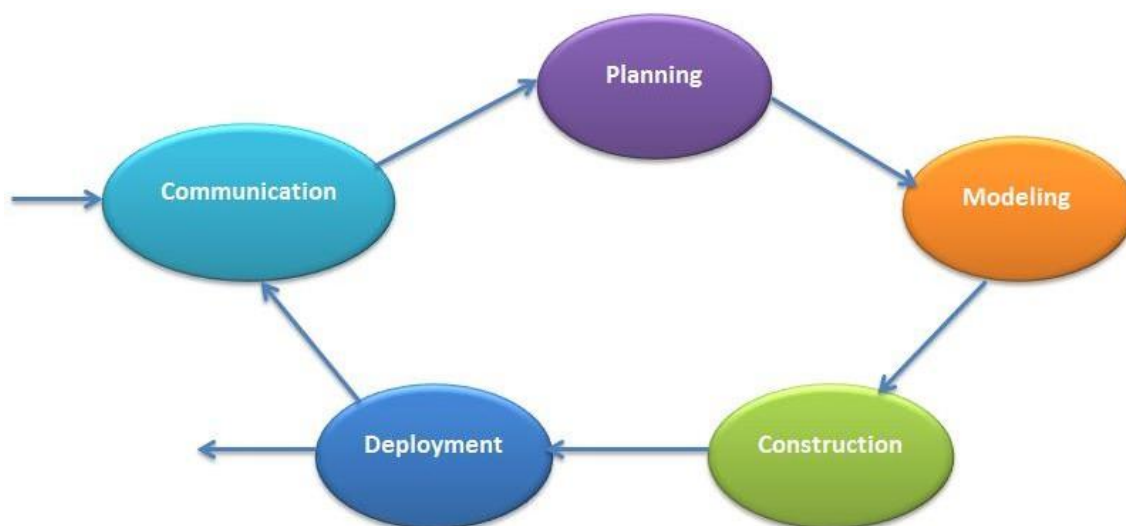 Planning
Communication
Modeling
Deployment
Construction